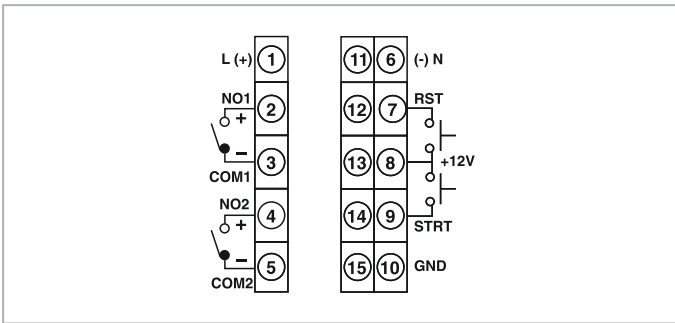 L (+) 1 11 6 (-) N
NO1 2 12 7 RST
+
− 3 13 8 +12V
COM1
NO2 4 14 9 STRT
+
− 5 15 10 GND
COM2